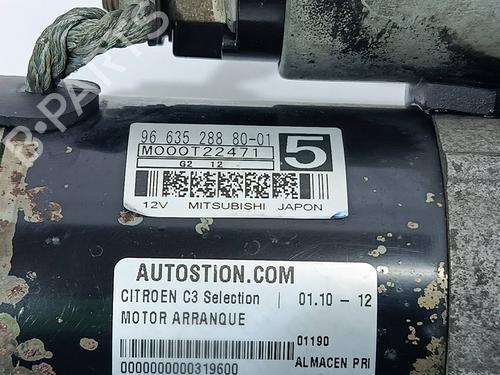 96 635 288 80-01
M000T22471
5
G2 12
12V MITSUBISHI JAPON
AUTOSTION.COM
CITROEN C3 Selection | 01.10 - 12
MOTOR ARRANQUE
01190
ALMACEN PRI
0000000000319600
B-PARTS